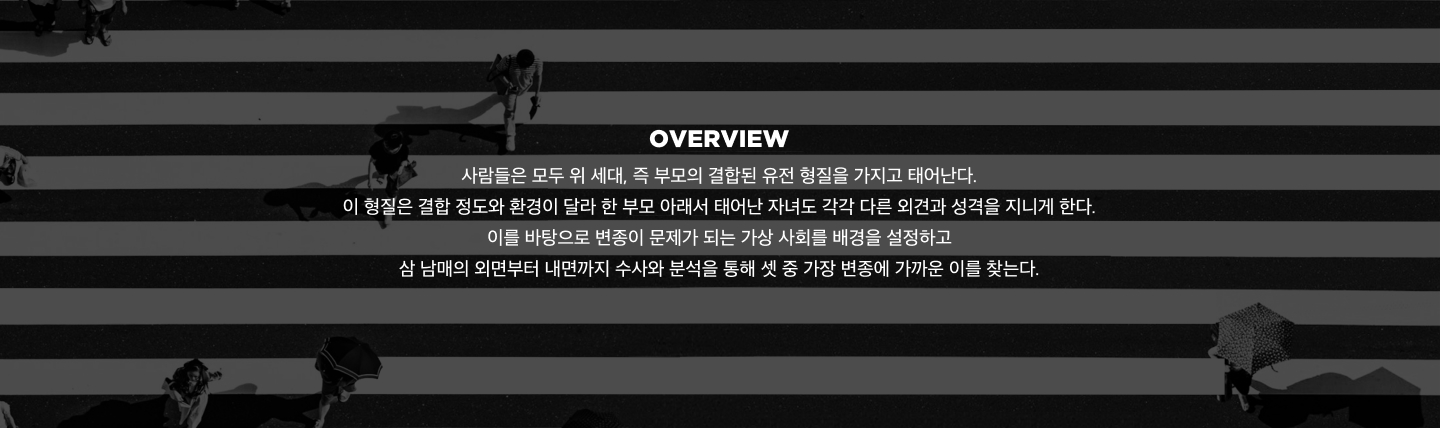 OVERVIEW
사람들은 모두 위 세대, 즉 부모의 결합된 유전 형질을 가지고 태어난다.
이 형질은 결합 정도와 환경이 달라 한 부모 아래서 태어난 자녀도 각각 다른 외견과 성격을 지니게 한다.
이를 바탕으로 변종이 문제가 되는 가상 사회를 배경을 설정하고
삼 남매의 외면부터 내면까지 수사와 분석을 통해 셋 중 가장 변종에 가까운 이를 찾는다.